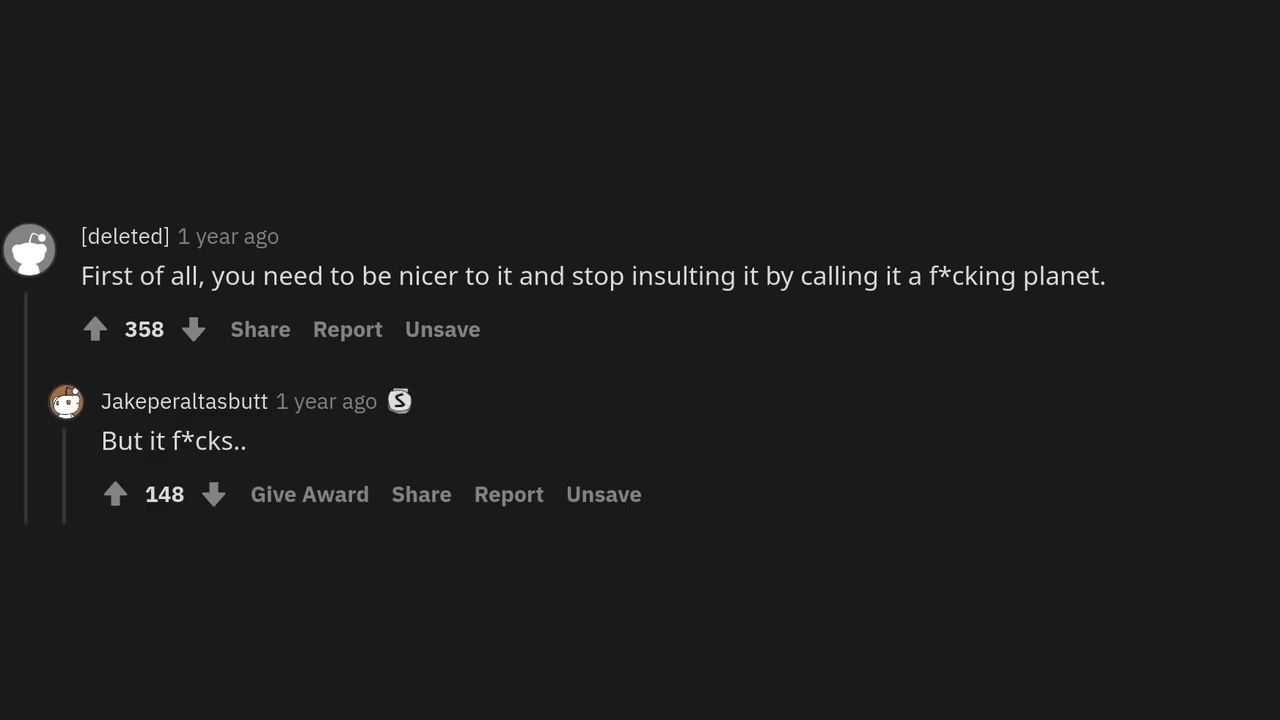 [deleted] 1 year ago
First of all, you need to be nicer to it and stop insulting it by calling it a f*cking planet.
358 Share Report Unsave
Jakeperaltasbutt 1 year ago S
But it f*cks..
148 Give Award Share Report Unsave